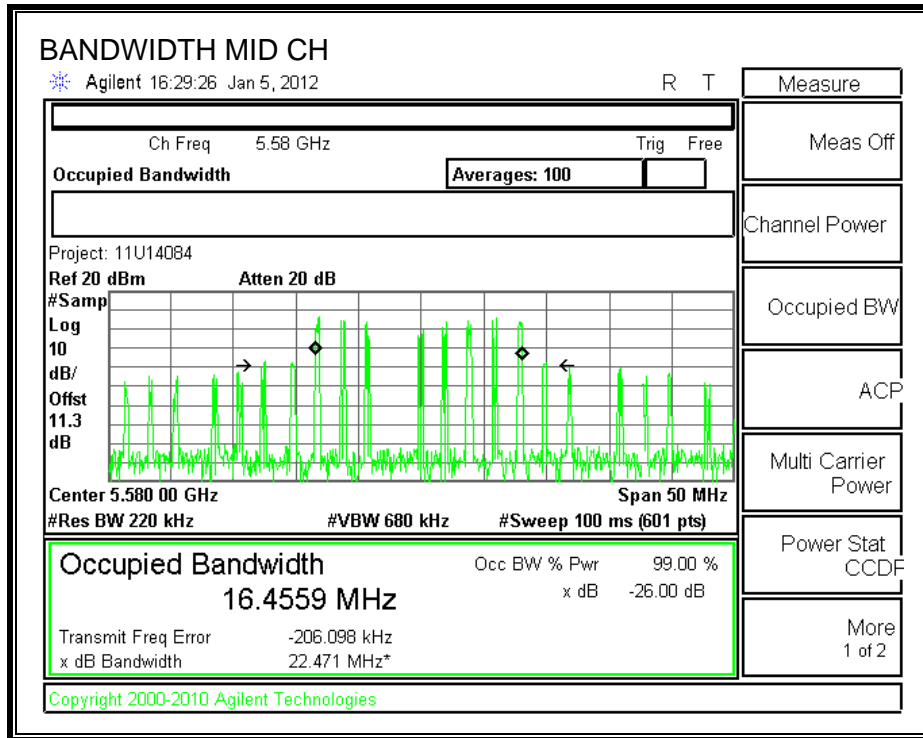 BANDWIDTH MID CH
Agilent 16:29:26 Jan 5, 2012 R T
Measure
Ch Freq 5.58 GHz Trig Free
Meas Off
Occupied Bandwidth Averages: 100
Channel Power
Project: 11U14084
Ref 20 dBm Atten 20 dB
#Samp
Log
10
dB/
Offst
11.3
dB
Occupied BW
ACP
Multi Carrier
Power
Center 5.580 00 GHz Span 50 MHz
#Res BW 220 kHz #VBW 680 kHz #Sweep 100 ms (601 pts)
Power Stat
CCDF
Occupied Bandwidth Occ BW % Pwr 99.00 %
16.4559 MHz x dB -26.00 dB
Transmit Freq Error -206.098 kHz
x dB Bandwidth 22.471 MHz*
More
1 of 2
Copyright 2000-2010 Agilent Technologies